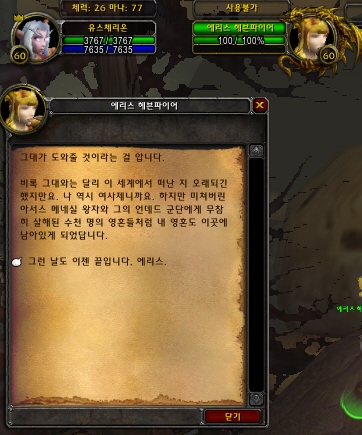 체력: 26 마나: 77
사용불가
유스체리온
에리스 헤븐파이어
3767 / 3767
100 / 100%
7635 / 7635
60
60
에리스 헤븐파이어
그대가 도와줄 것이라는 걸 압니다.
비록 그대와는 달리 이 세계에서 떠난 지 오래되긴
했지만요. 나 역시 여사제니까요. 하지만 미쳐버린
아서스 메네실 왕자와 그의 언데드 군단에게 무참
히 살해된 수천 명의 영혼들처럼 내 영혼도 이곳에
남아있게 되었답니다.
그런 날도 이젠 끝입니다, 에리스.
에리스 헤
닫기